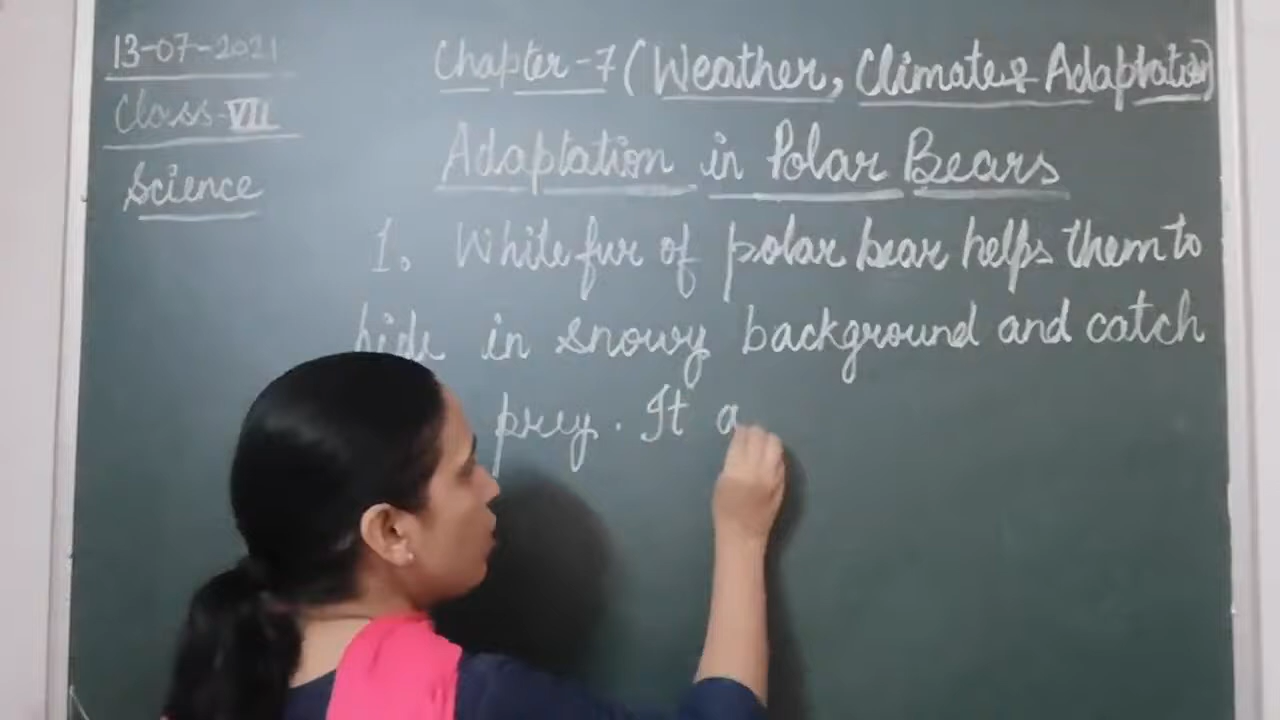 13-07-2021
Class-VII
Science
Chapter-7 (Weather, Climate & Adaptation)
Adaptation in Polar Bears
1. White fur of polar bear helps them to
hide in snowy background and catch
prey. It a